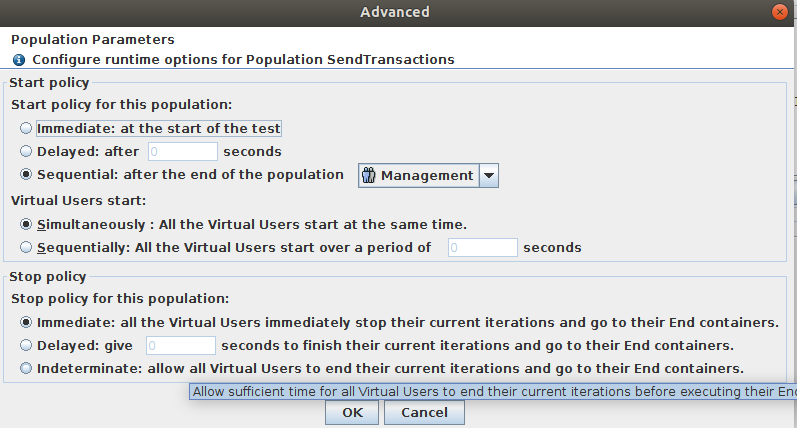 Advanced
Population Parameters
Configure runtime options for Population SendTransactions
Start policy
Start policy for this population:
Immediate: at the start of the test
Delayed: after 0 seconds
Sequential: after the end of the population Management
Virtual Users start:
Simultaneously : All the Virtual Users start at the same time.
Sequentially: All the Virtual Users start over a period of 0 seconds
Stop policy
Stop policy for this population:
Immediate: all the Virtual Users immediately stop their current iterations and go to their End containers.
Delayed: give 0 seconds to finish their current iterations and go to their End containers.
Indeterminate: allow all Virtual Users to end their current iterations and go to their End containers.
Allow sufficient time for all Virtual Users to end their current iterations before executing their End
OK Cancel